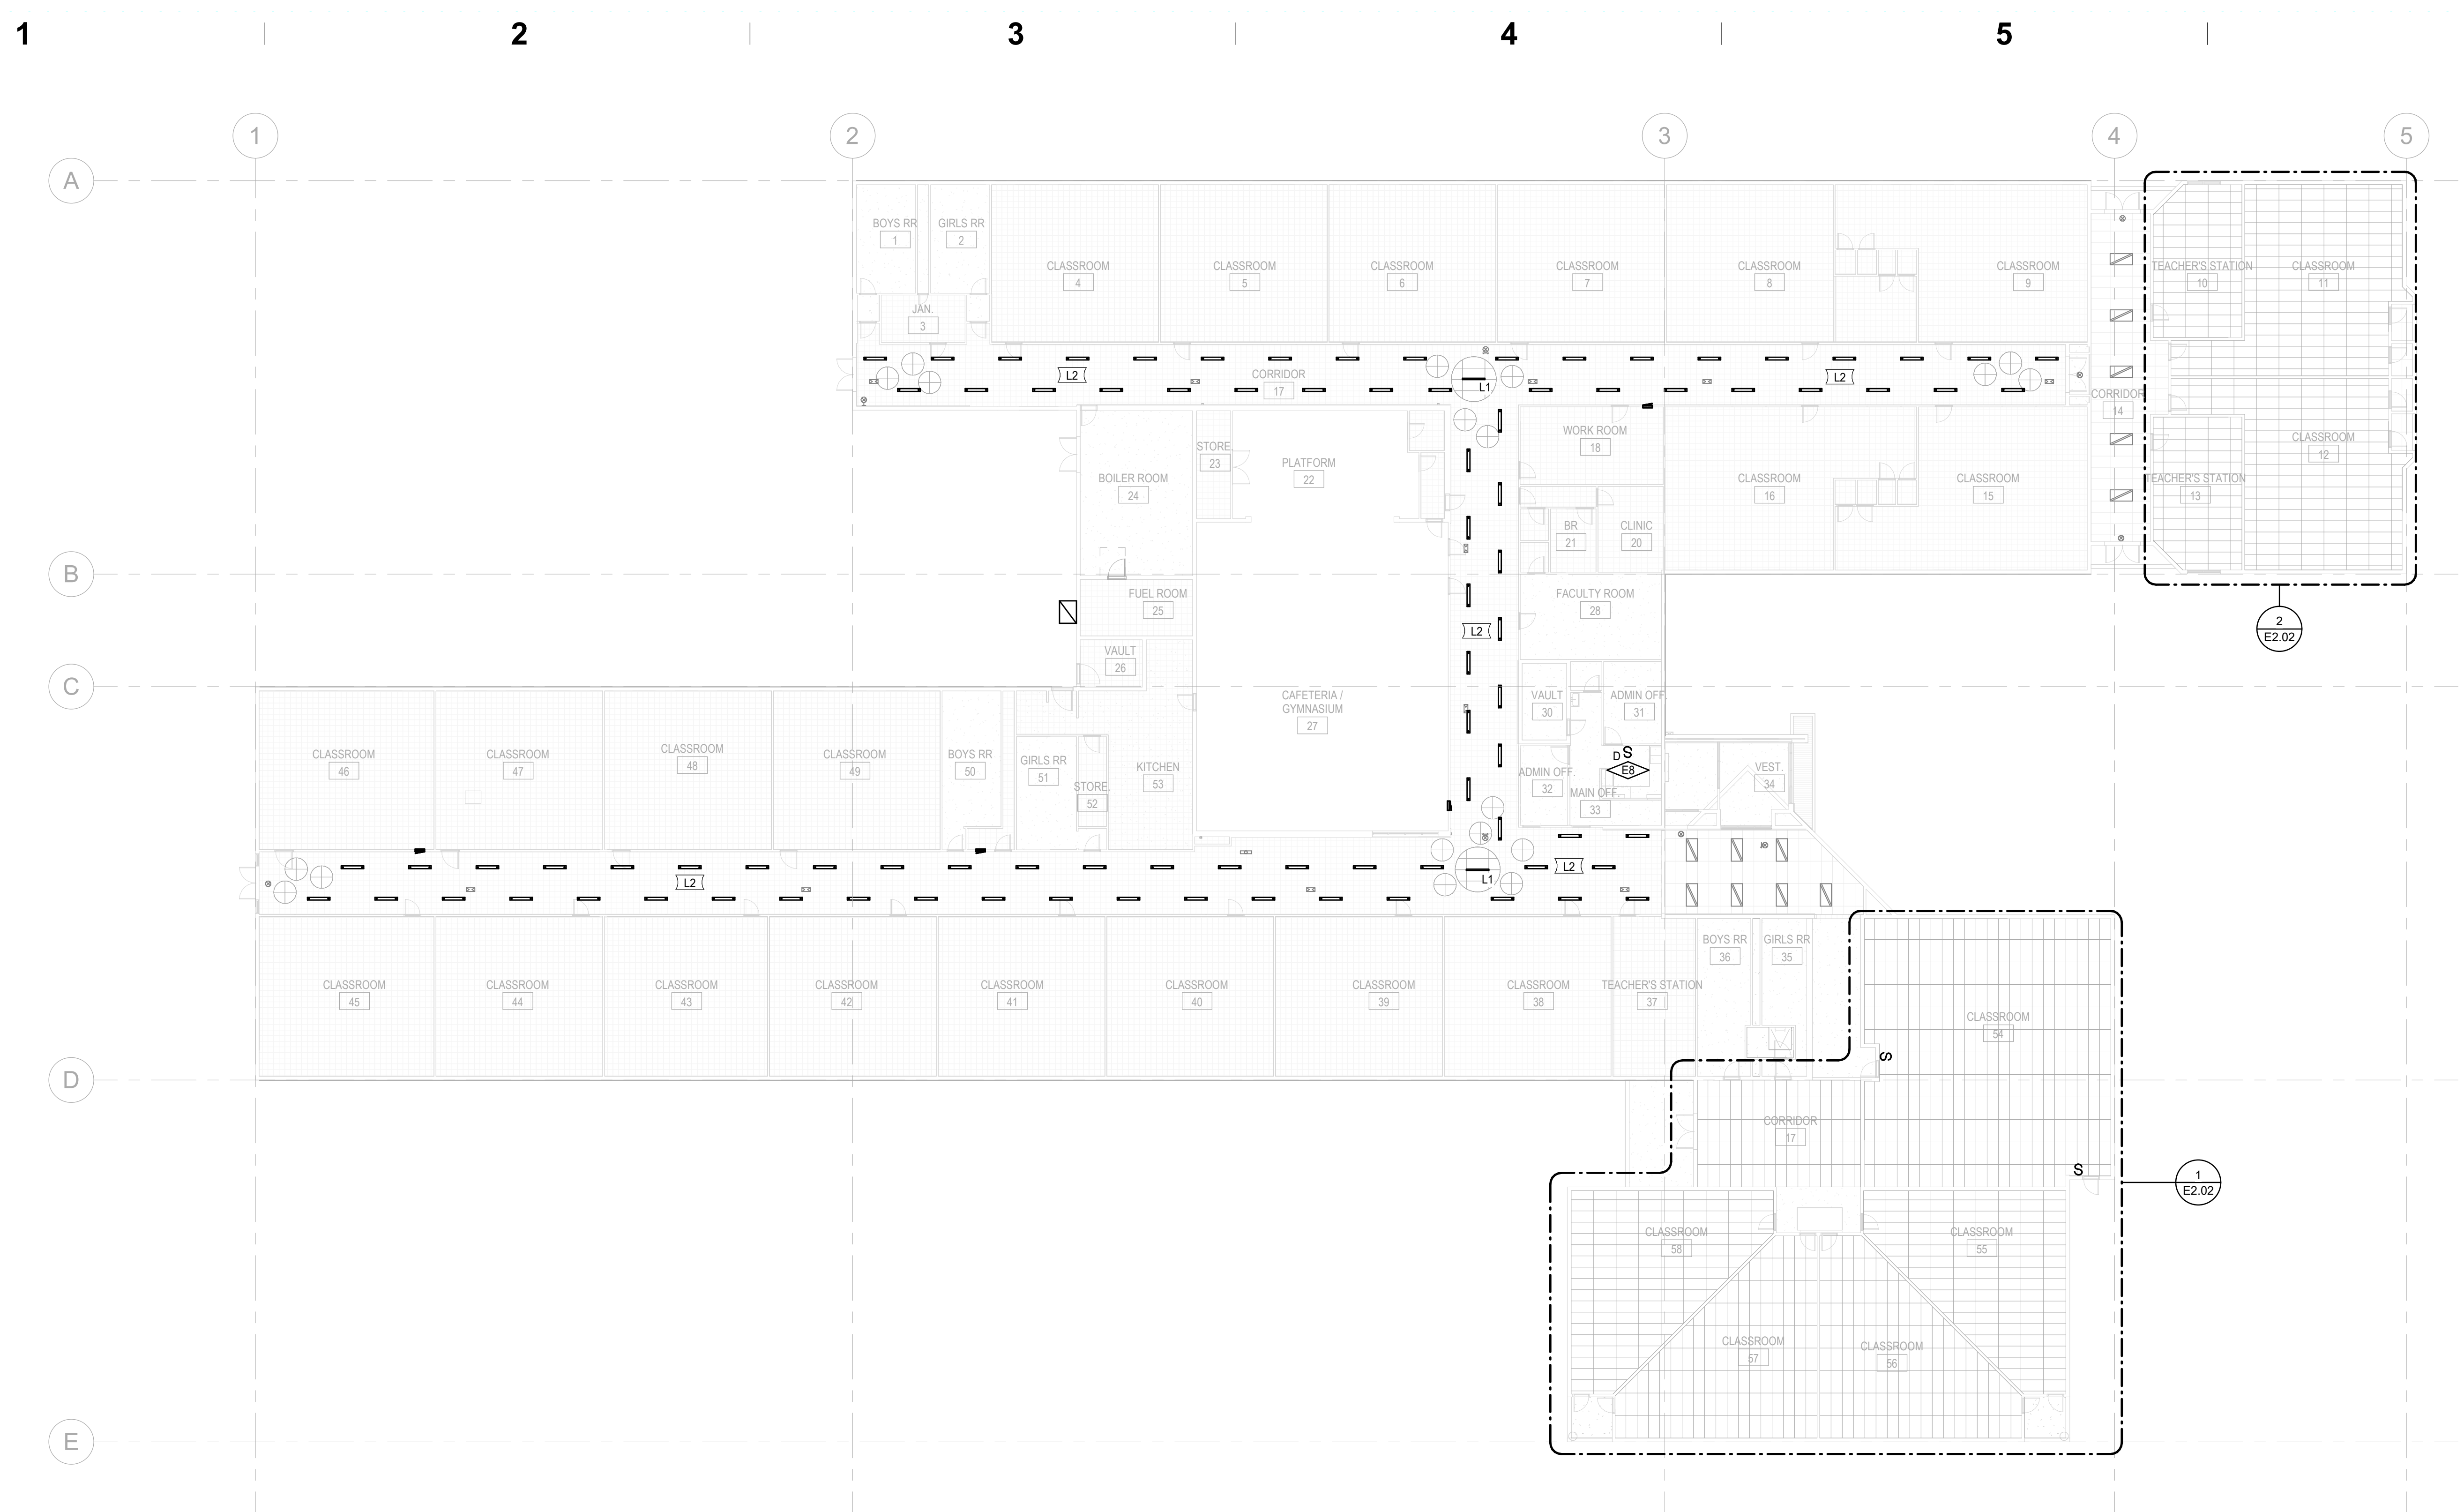 1 2 3 4 5
1 2 3 4 5
A
BOYS RR
1
GIRLS RR
2
JAN.
3
CLASSROOM
4
CLASSROOM
5
CLASSROOM
6
CLASSROOM
7
CLASSROOM
8
CLASSROOM
9
TEACHER'S STATION
10
CLASSROOM
11
L2
CORRIDOR
17
L1
L2
CORRIDOR
14
CLASSROOM
12
TEACHER'S STATION
13
STORE
23
PLATFORM
22
BOILER ROOM
24
WORK ROOM
18
CLASSROOM
16
CLASSROOM
15
BR
21
CLINIC
20
B
FUEL ROOM
25
FACULTY ROOM
28
2
E2.02
L2
VAULT
26
C
CAFETERIA /
GYMNASIUM
27
VAULT
30
ADMIN OFF.
31
CLASSROOM
46
CLASSROOM
47
CLASSROOM
48
CLASSROOM
49
BOYS RR
50
GIRLS RR
51
STORE.
52
KITCHEN
53
D S
E8
ADMIN OFF.
32
MAIN OFF.
33
VEST.
34
L2
L1
L2
CLASSROOM
45
CLASSROOM
44
CLASSROOM
43
CLASSROOM
42
CLASSROOM
41
CLASSROOM
40
CLASSROOM
39
CLASSROOM
38
TEACHER'S STATION
37
BOYS RR
36
GIRLS RR
35
CLASSROOM
54
S
D
CORRIDOR
17
S
1
E2.02
CLASSROOM
58
CLASSROOM
55
CLASSROOM
57
CLASSROOM
56
E